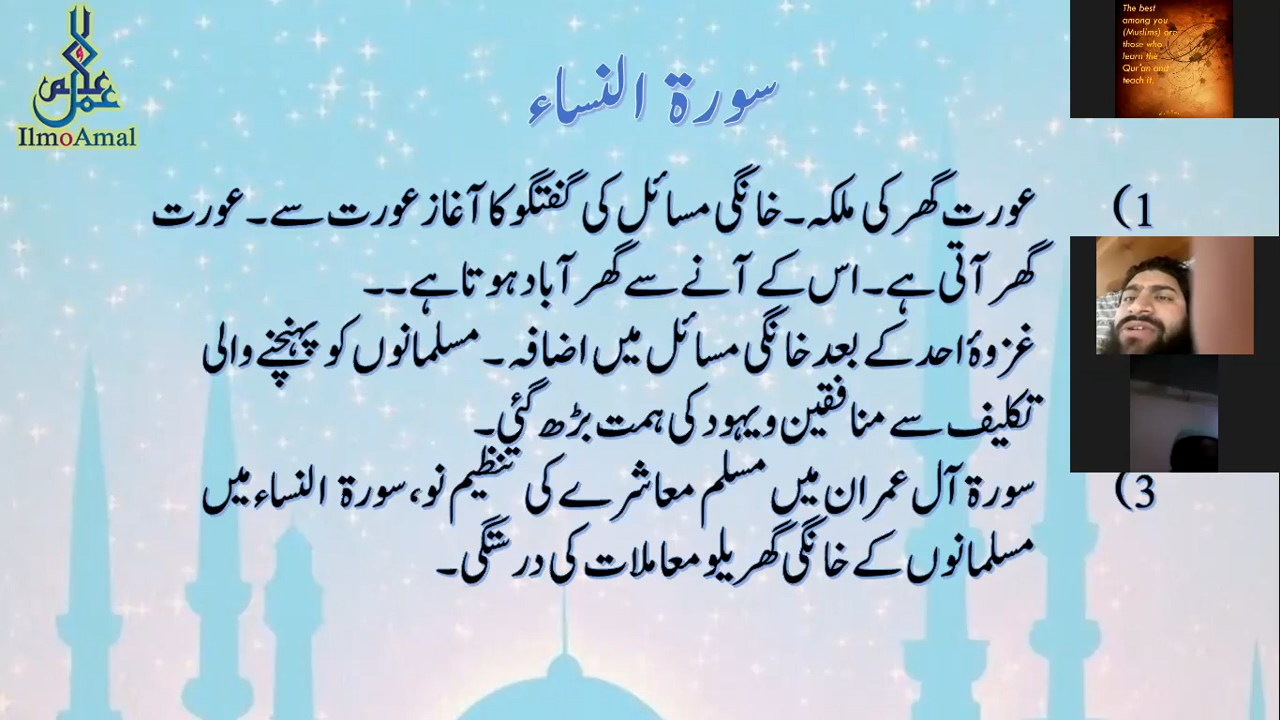 علم و عمل
IlmoAmal
The best
among you
(Muslims) are
those who
learn the
Qur'an and
teach it.
سورۃ النساء
1) عورت گھر کی ملکہ۔ خانگی مسائل کی گفتگو کا آغاز عورت سے۔ عورت
گھر آتی ہے۔ اس کے آنے سے گھر آباد ہوتا ہے۔۔
غزوۂ احد کے بعد خانگی مسائل میں اضافہ۔ مسلمانوں کو پہنچنے والی
تکلیف سے منافقین و یہود کی ہمت بڑھ گئی۔
3) سورۃ آل عمران میں مسلم معاشرے کی تنظیم نو، سورۃ النساء میں
مسلمانوں کے خانگی گھریلو معاملات کی درستگی۔